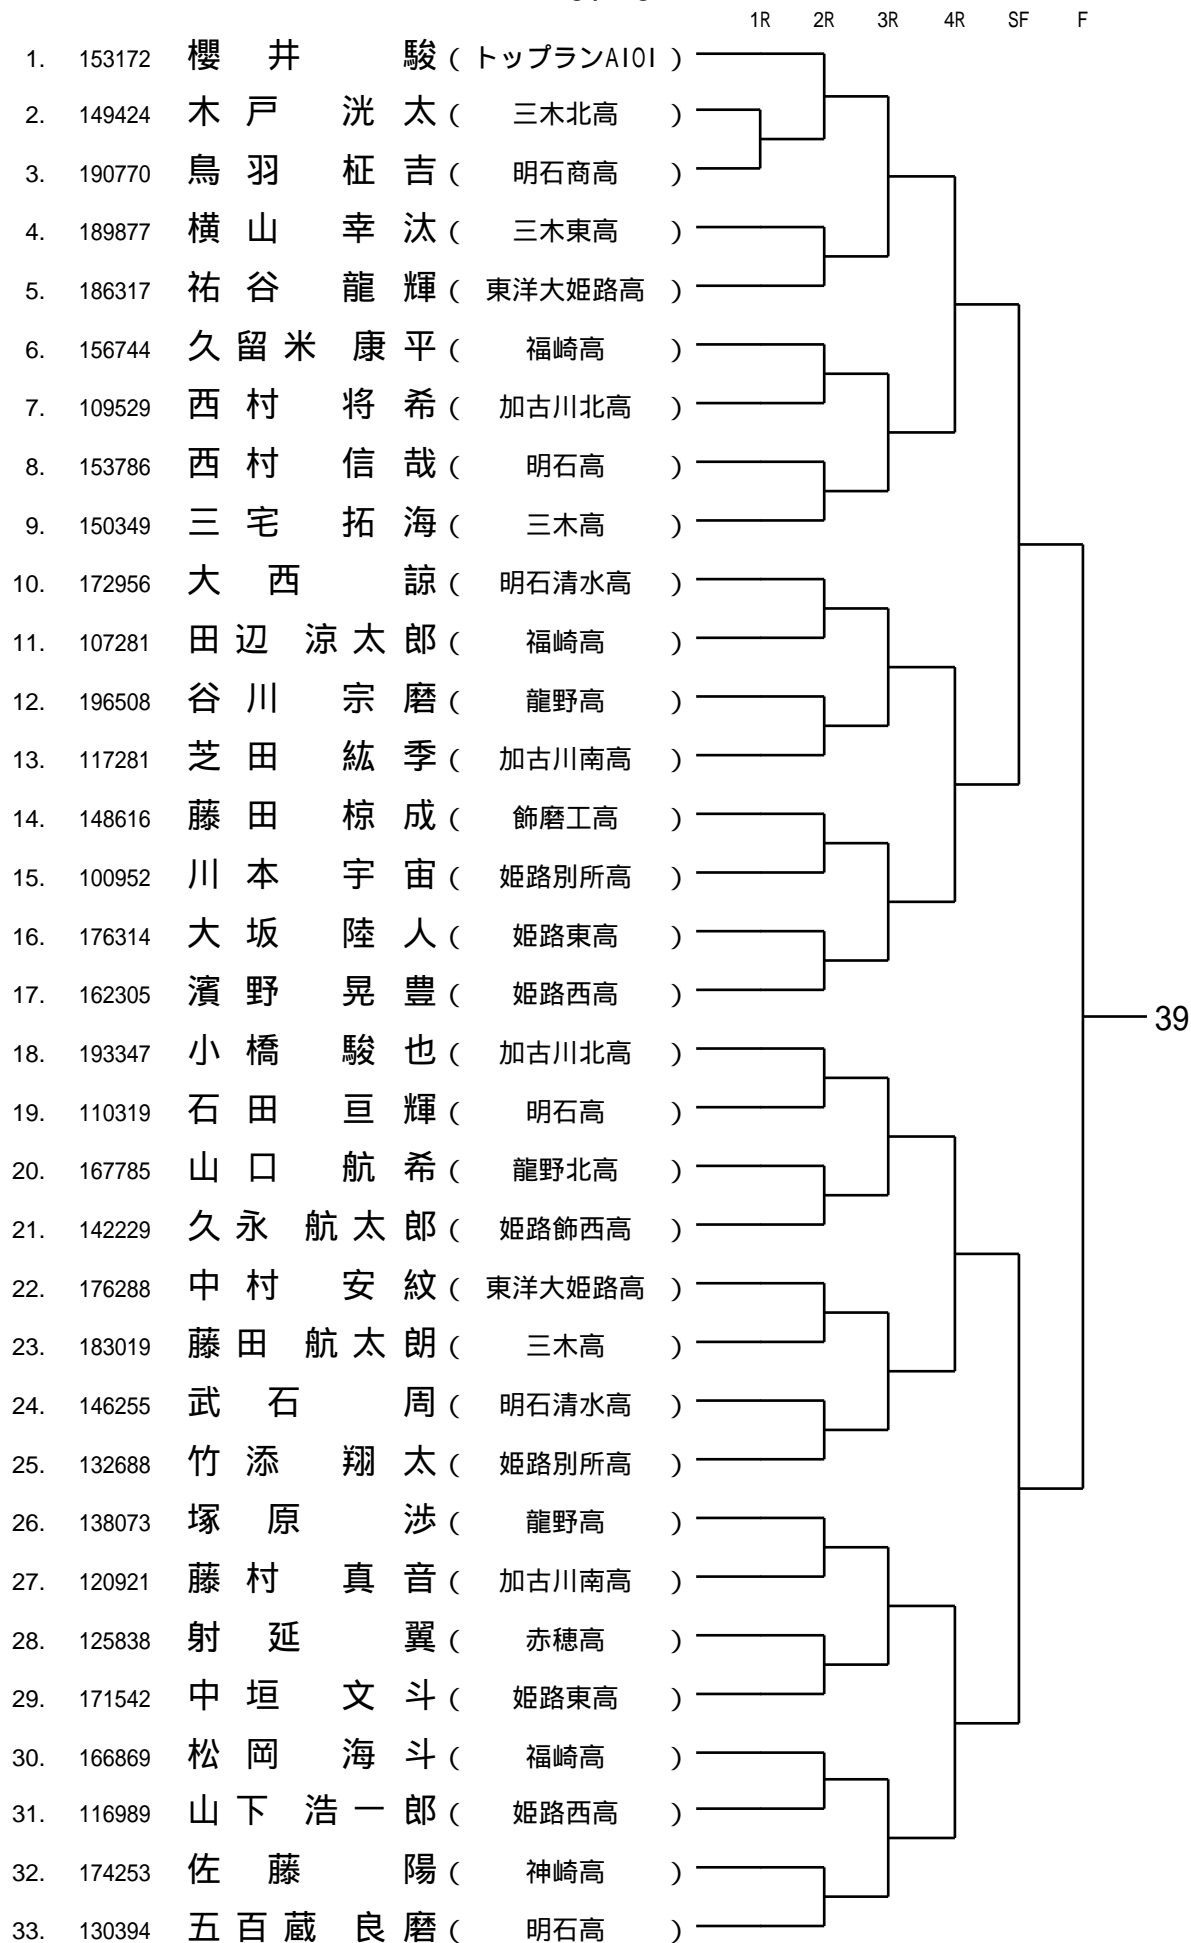 1R 2R 3R 4R SF F
1. 153172 櫻井 駿 (トップランAIOI)
2. 149424 木戸 洸太 (三木北高)
3. 190770 鳥羽 柾吉 (明石商高)
4. 189877 横山 幸汰 (三木東高)
5. 186317 祐谷 龍輝 (東洋大姫路高)
6. 156744 久留米 康平 (福崎高)
7. 109529 西村 将希 (加古川北高)
8. 153786 西村 信哉 (明石高)
9. 150349 三宅 拓海 (三木高)
10. 172956 大西 諒 (明石清水高)
11. 107281 田辺 涼太郎 (福崎高)
12. 196508 谷川 宗磨 (龍野高)
13. 117281 芝田 紘季 (加古川南高)
14. 148616 藤田 椋成 (飾磨工高)
15. 100952 川本 宇宙 (姫路別所高)
16. 176314 大坂 陸人 (姫路東高)
17. 162305 濱野 晃豊 (姫路西高)
39
18. 193347 小橋 駿也 (加古川北高)
19. 110319 石田 亘輝 (明石高)
20. 167785 山口 航希 (龍野北高)
21. 142229 久永 航太郎 (姫路飾西高)
22. 176288 中村 安紋 (東洋大姫路高)
23. 183019 藤田 航太朗 (三木高)
24. 146255 武石 周 (明石清水高)
25. 132688 竹添 翔太 (姫路別所高)
26. 138073 塚原 渉 (龍野高)
27. 120921 藤村 真音 (加古川南高)
28. 125838 射延 翼 (赤穂高)
29. 171542 中垣 文斗 (姫路東高)
30. 166869 松岡 海斗 (福崎高)
31. 116989 山下 浩一郎 (姫路西高)
32. 174253 佐藤 陽 (神崎高)
33. 130394 五百蔵 良磨 (明石高)